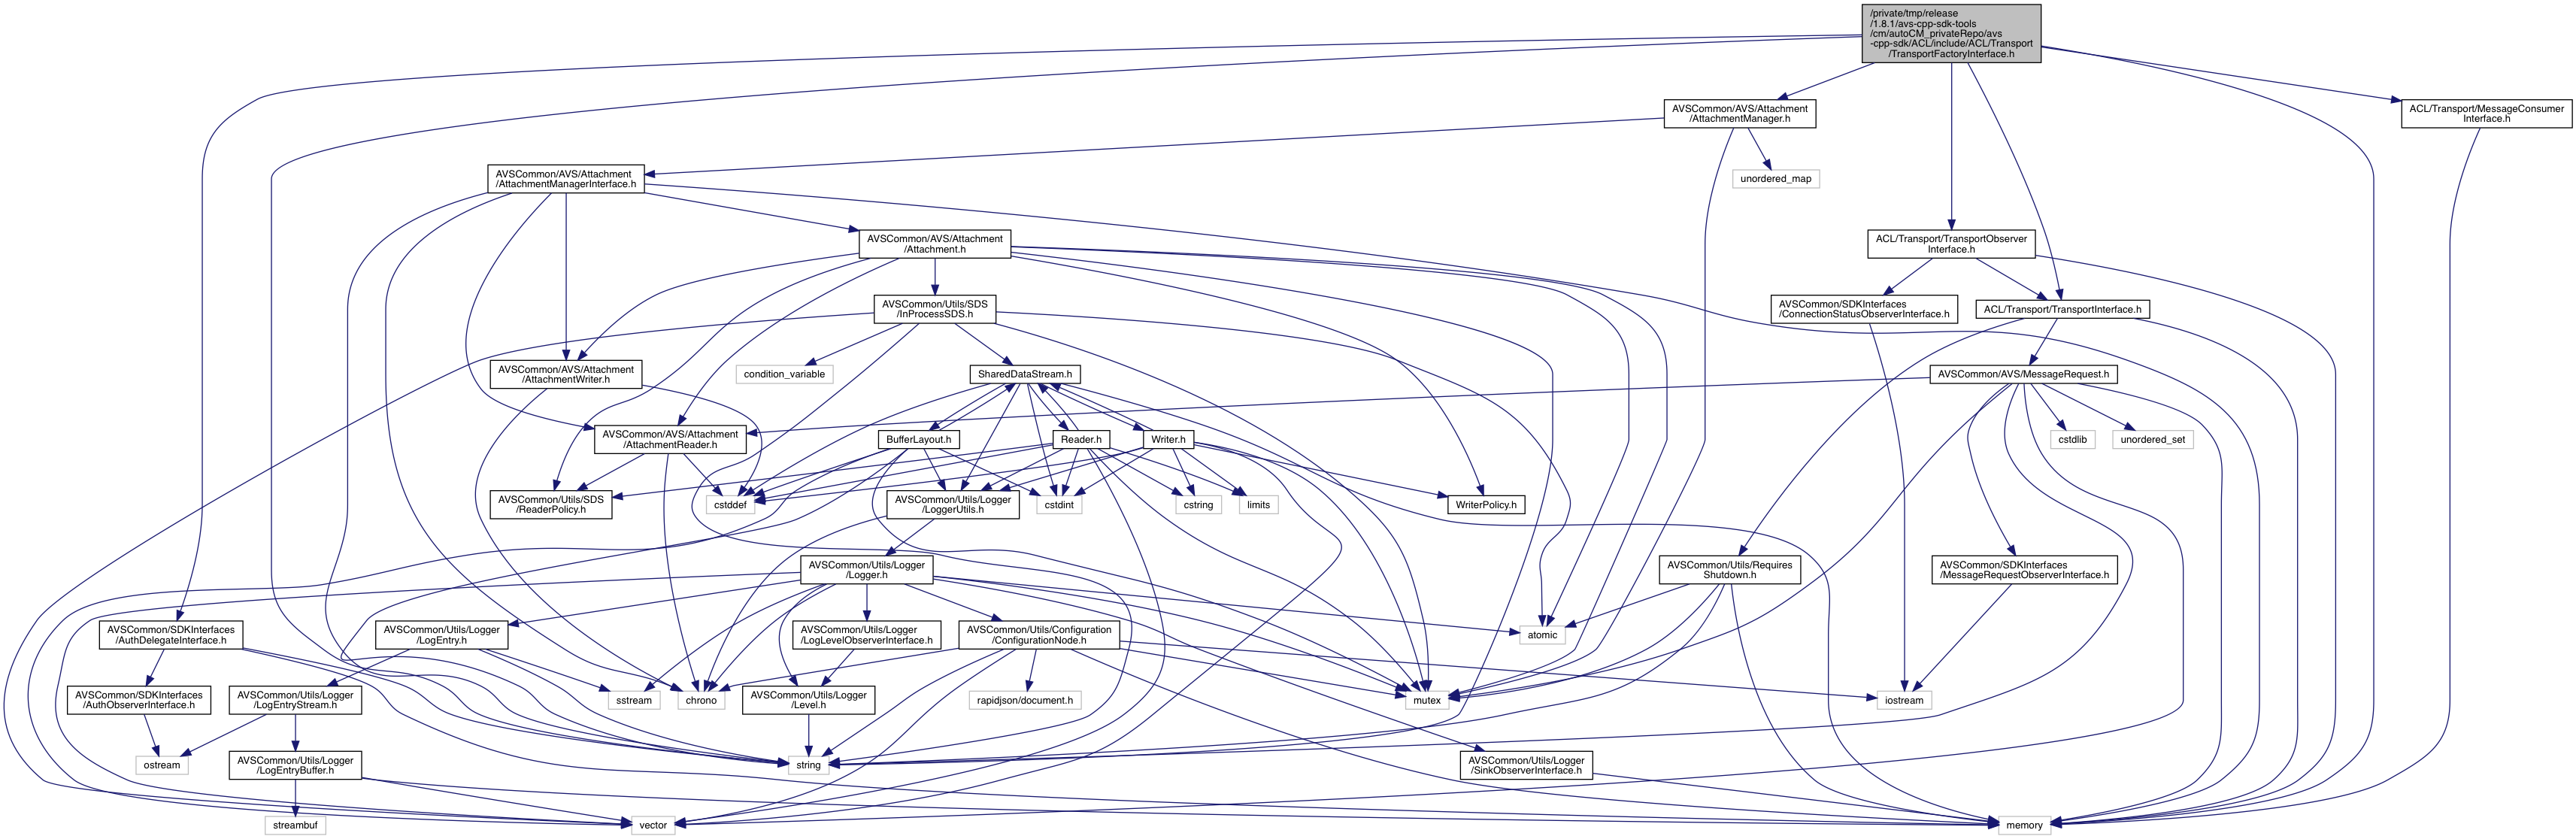 /private/tmp/release
/1.8.1/avs-cpp-sdk-tools
/cm/autoCM_privateRepo/avs
-cpp-sdk/ACL/include/ACL/Transport
/TransportFactoryInterface.h
AVSCommon/AVS/Attachment
/AttachmentManager.h
ACL/Transport/MessageConsumer
Interface.h
AVSCommon/AVS/Attachment
/AttachmentManagerInterface.h
unordered_map
AVSCommon/AVS/Attachment
/Attachment.h
ACL/Transport/TransportObserver
Interface.h
AVSCommon/Utils/SDS
/InProcessSDS.h
AVSCommon/SDKInterfaces
/ConnectionStatusObserverInterface.h
ACL/Transport/TransportInterface.h
AVSCommon/AVS/Attachment
/AttachmentWriter.h
condition_variable
SharedDataStream.h
AVSCommon/AVS/MessageRequest.h
AVSCommon/AVS/Attachment
/AttachmentReader.h
BufferLayout.h
Reader.h
Writer.h
cstdlib
unordered_set
AVSCommon/Utils/SDS
/ReaderPolicy.h
cstddef
AVSCommon/Utils/Logger
/LoggerUtils.h
cstdint
cstring
limits
WriterPolicy.h
AVSCommon/Utils/Logger
/Logger.h
AVSCommon/Utils/Requires
Shutdown.h
AVSCommon/SDKInterfaces
/MessageRequestObserverInterface.h
AVSCommon/SDKInterfaces
/AuthDelegateInterface.h
AVSCommon/Utils/Logger
/LogEntry.h
AVSCommon/Utils/Logger
/LogLevelObserverInterface.h
AVSCommon/Utils/Configuration
/ConfigurationNode.h
atomic
AVSCommon/SDKInterfaces
/AuthObserverInterface.h
AVSCommon/Utils/Logger
/LogEntryStream.h
sstream
chrono
AVSCommon/Utils/Logger
/Level.h
rapidjson/document.h
mutex
iostream
ostream
AVSCommon/Utils/Logger
/LogEntryBuffer.h
string
AVSCommon/Utils/Logger
/SinkObserverInterface.h
streambuf
vector
memory